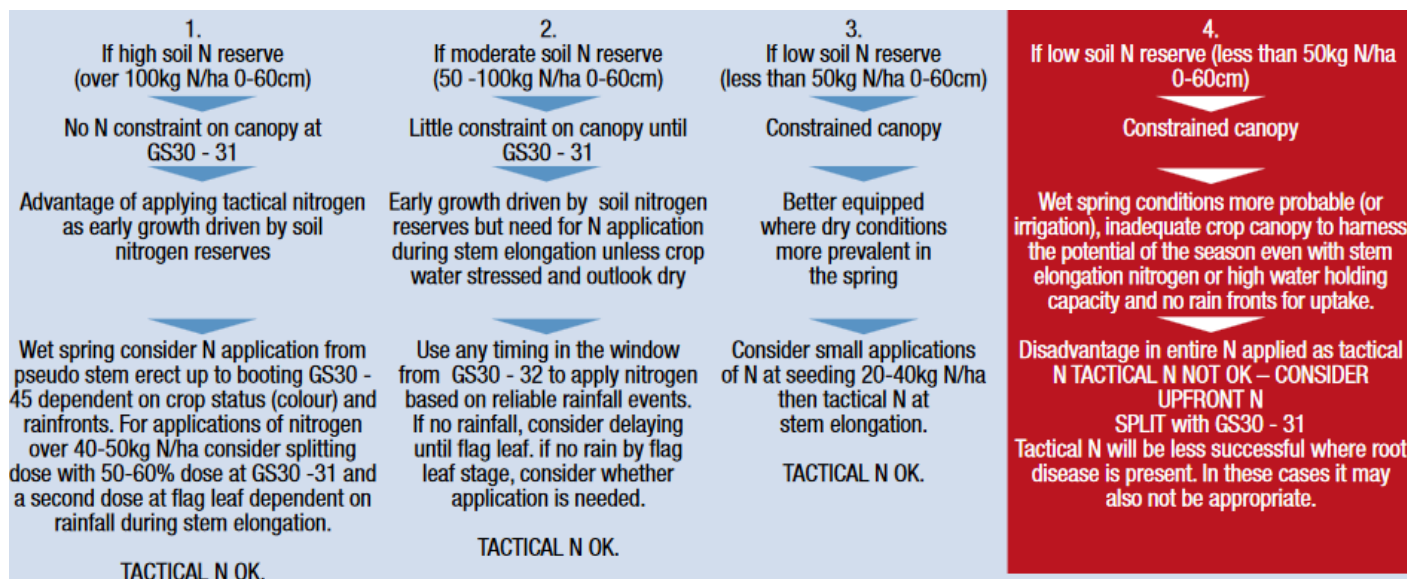 1.
If high soil N reserve
(over 100kg N/ha 0-60cm)
No N constraint on canopy at
GS30 - 31
Advantage of applying tactical nitrogen
as early growth driven by soil
nitrogen reserves
Wet spring consider N application from
pseudo stem erect up to booting GS30 -
45 dependent on crop status (colour) and
rainfronts. For applications of nitrogen
over 40-50kg N/ha consider splitting
dose with 50-60% dose at GS30 -31 and
a second dose at flag leaf dependent on
rainfall during stem elongation.
TACTICAL N OK.
2.
If moderate soil N reserve
(50 -100kg N/ha 0-60cm)
Little constraint on canopy until
GS30 - 31
Early growth driven by soil nitrogen
reserves but need for N application
during stem elongation unless crop
water stressed and outlook dry
Use any timing in the window
from GS30 - 32 to apply nitrogen
based on reliable rainfall events.
If no rainfall, consider delaying
until flag leaf. if no rain by flag
leaf stage, consider whether
application is needed.
TACTICAL N OK.
3.
If low soil N reserve
(less than 50kg N/ha 0-60cm)
Constrained canopy
Better equipped
where dry conditions
more prevalent in
the spring
Consider small applications
of N at seeding 20-40kg N/ha
then tactical N at
stem elongation.
TACTICAL N OK.
4.
If low soil N reserve (less than 50kg N/ha
0-60cm)
Constrained canopy
Wet spring conditions more probable (or
irrigation), inadequate crop canopy to harness
the potential of the season even with stem
elongation nitrogen or high water holding
capacity and no rain fronts for uptake.
Disadvantage in entire N applied as tactical
N TACTICAL N NOT OK – CONSIDER
UPFRONT N
SPLIT with GS30 - 31
Tactical N will be less successful where root
disease is present. In these cases it may
also not be appropriate.